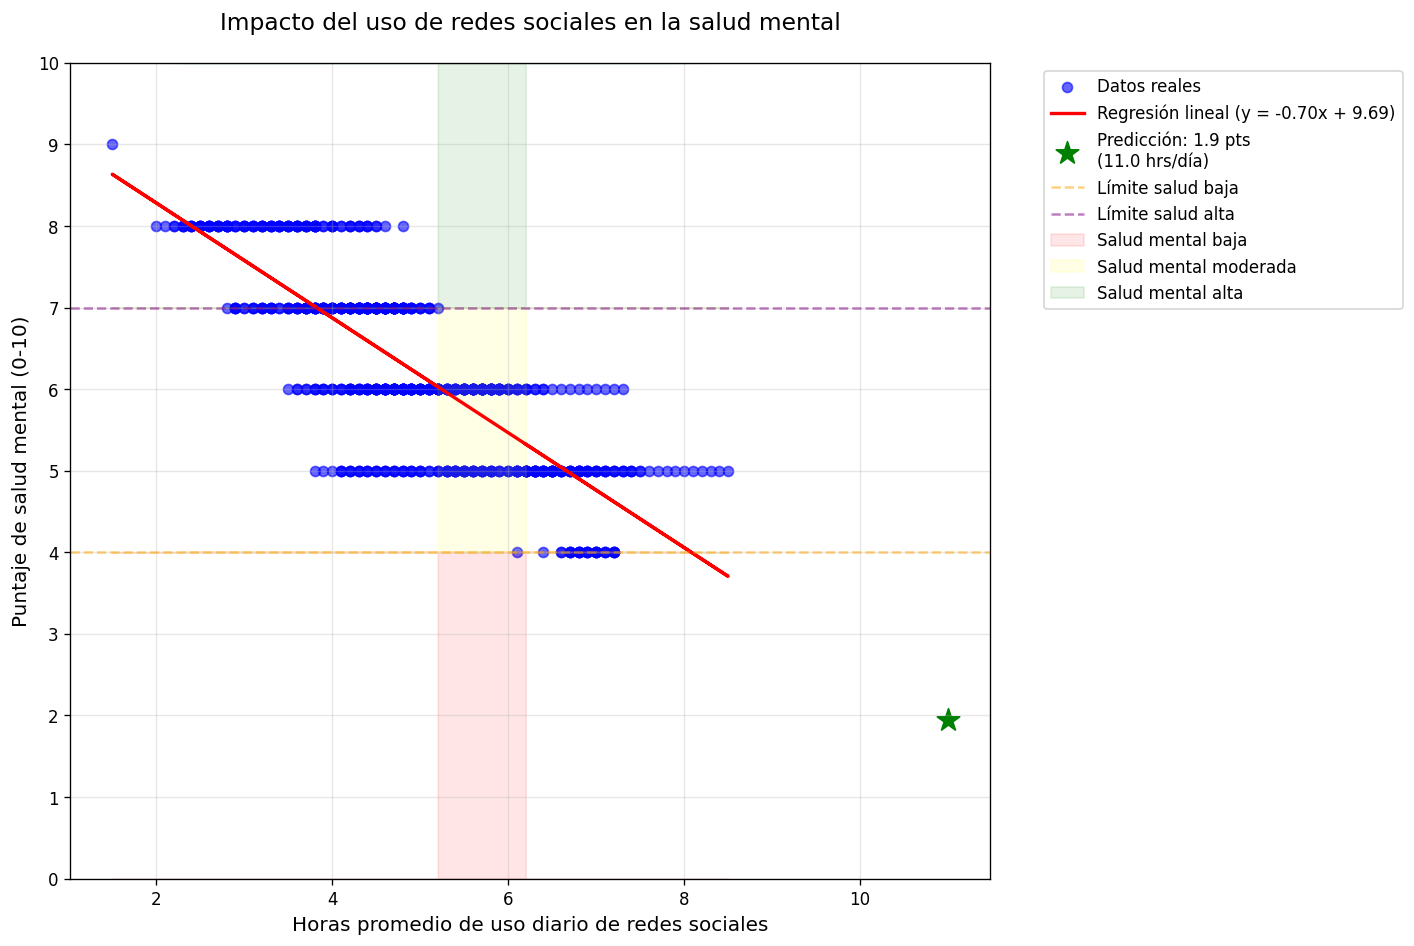 Impacto del uso de redes sociales en la salud mental
Puntaje de salud mental (0-10)
10
9
8
7
6
5
4
3
2
1
0
2
4
6
8
10
Horas promedio de uso diario de redes sociales
Datos reales
Regresión lineal (y = -0.70x + 9.69)
Predicción: 1.9 pts
(11.0 hrs/día)
Límite salud baja
Límite salud alta
Salud mental baja
Salud mental moderada
Salud mental alta